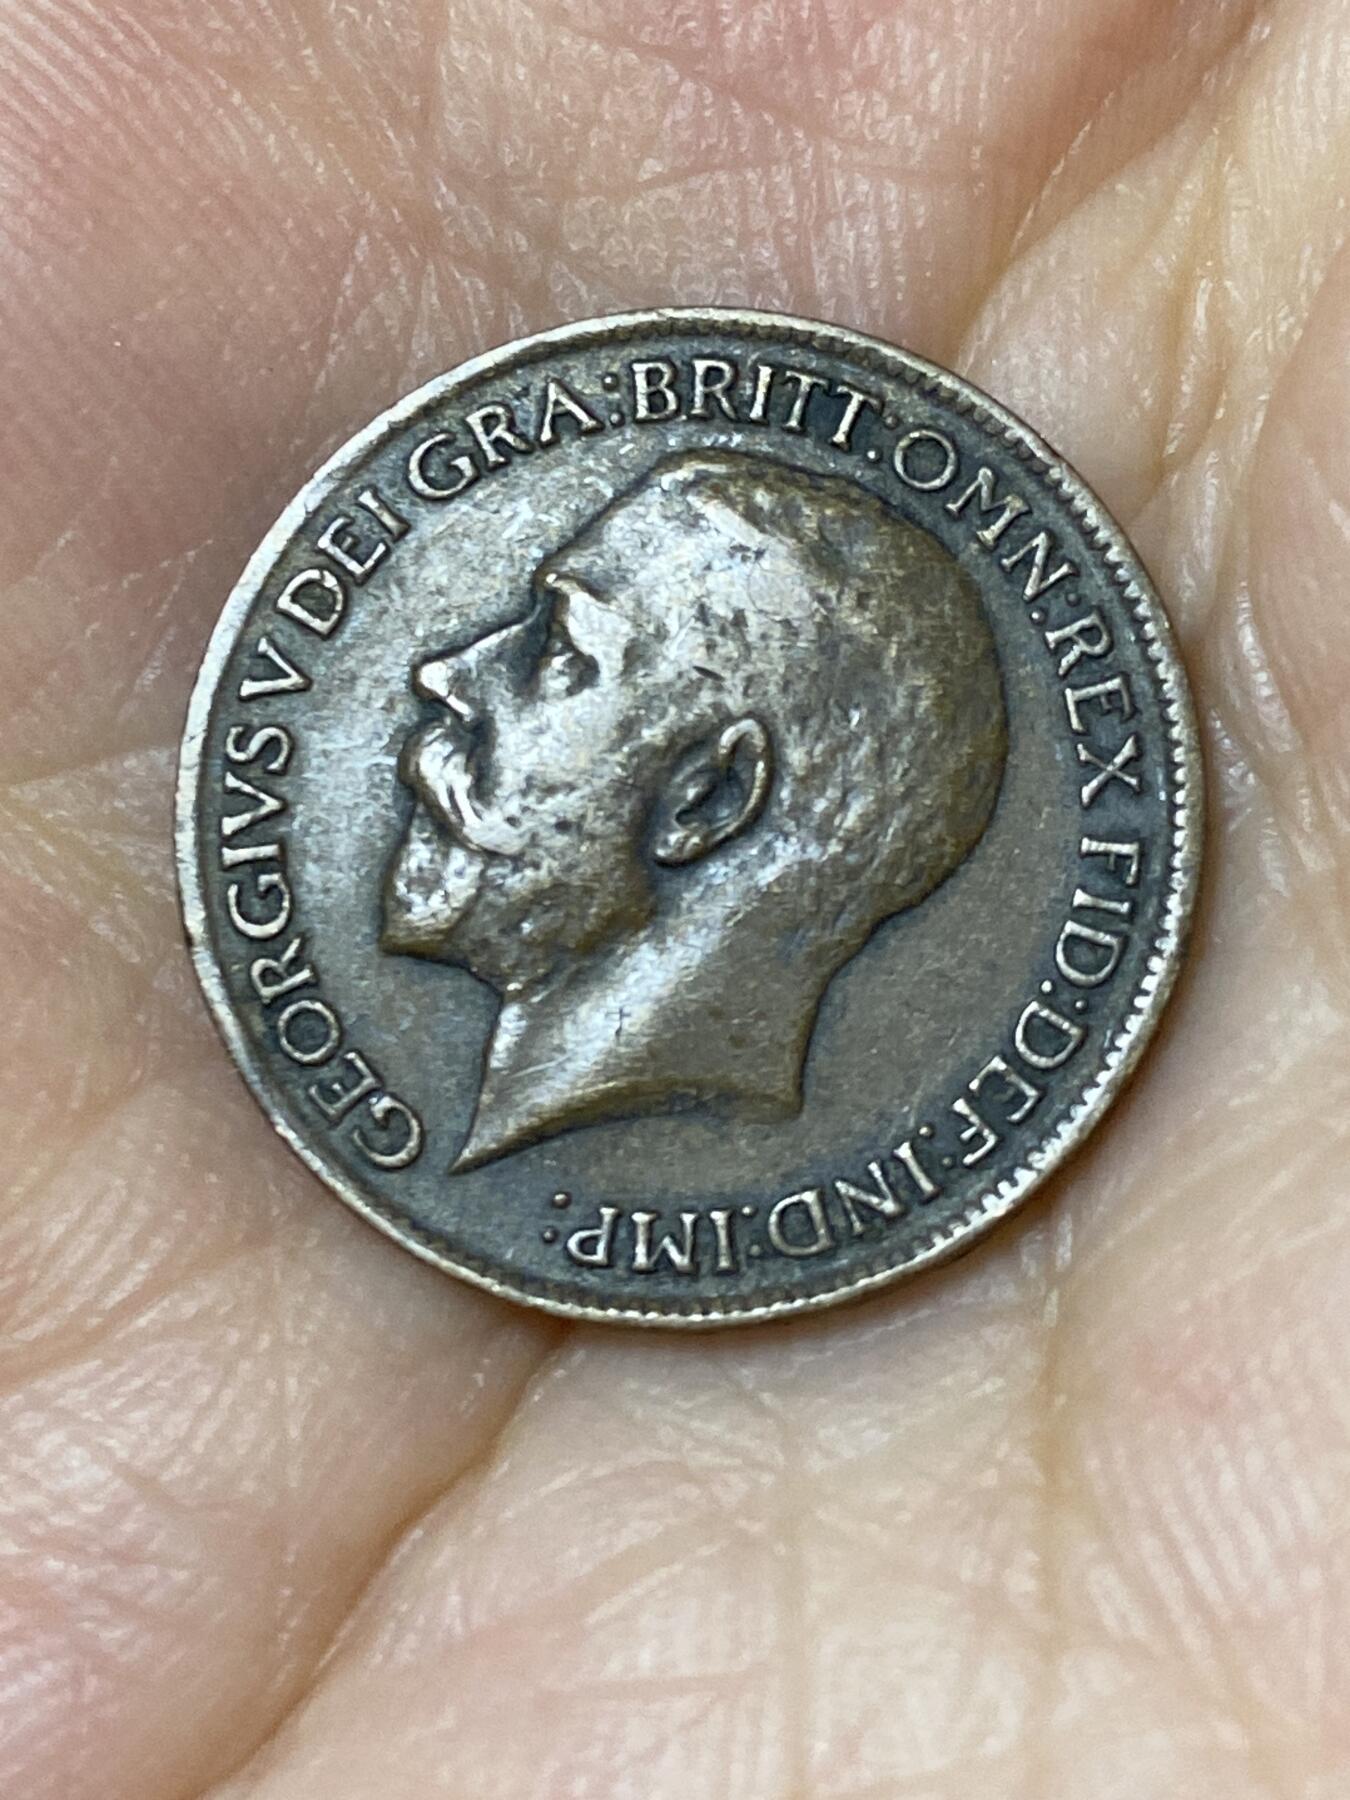 GEORGIVS V DEI GRA:BRITT:OMN:REX FID:DEF:IND:IMP: